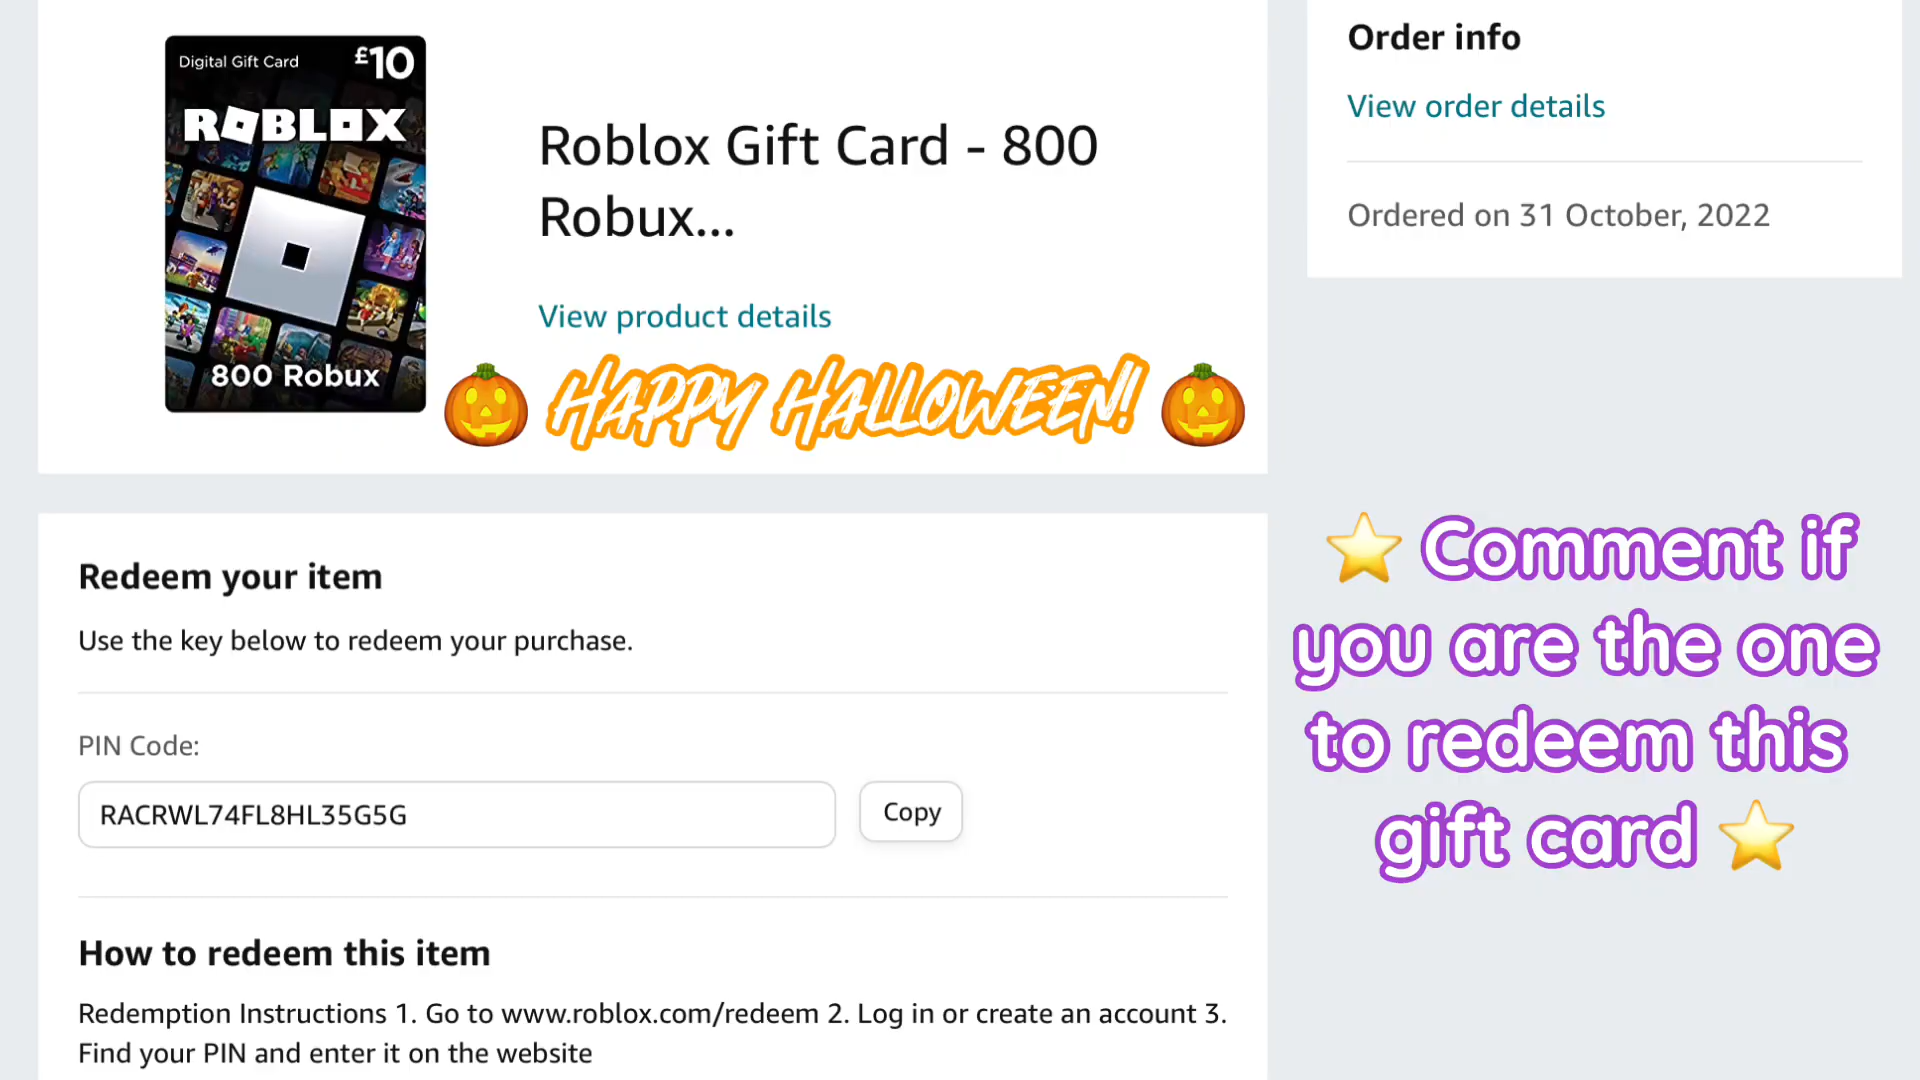 Digital Gift Card £10
ROBLOX
800 Robux
Roblox Gift Card - 800
Robux...
View product details
🎃 HAPPY HALLOWEEN! 🎃
Order info
View order details
Ordered on 31 October, 2022
Redeem your item
Use the key below to redeem your purchase.
PIN Code:
RACRWL74FL8HL35G5G
Copy
How to redeem this item
Redemption Instructions 1. Go to www.roblox.com/redeem 2. Log in or create an account 3.
Find your PIN and enter it on the website
⭐ Comment if
you are the one
to redeem this
gift card ⭐